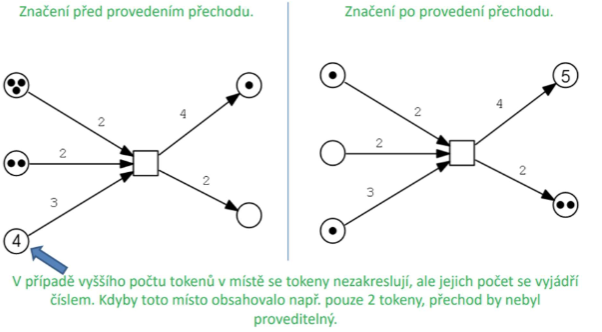 Značení před provedením přechodu.
Značení po provedení přechodu.
2
4
2
2
3
4
2
5
2
4
2
2
3
V případě vyššího počtu tokenů v místě se tokeny nezakreslují, ale jejich počet se vyjádří
číslem. Kdyby toto místo obsahovalo např. pouze 2 tokeny, přechod by nebyl
proveditelný.